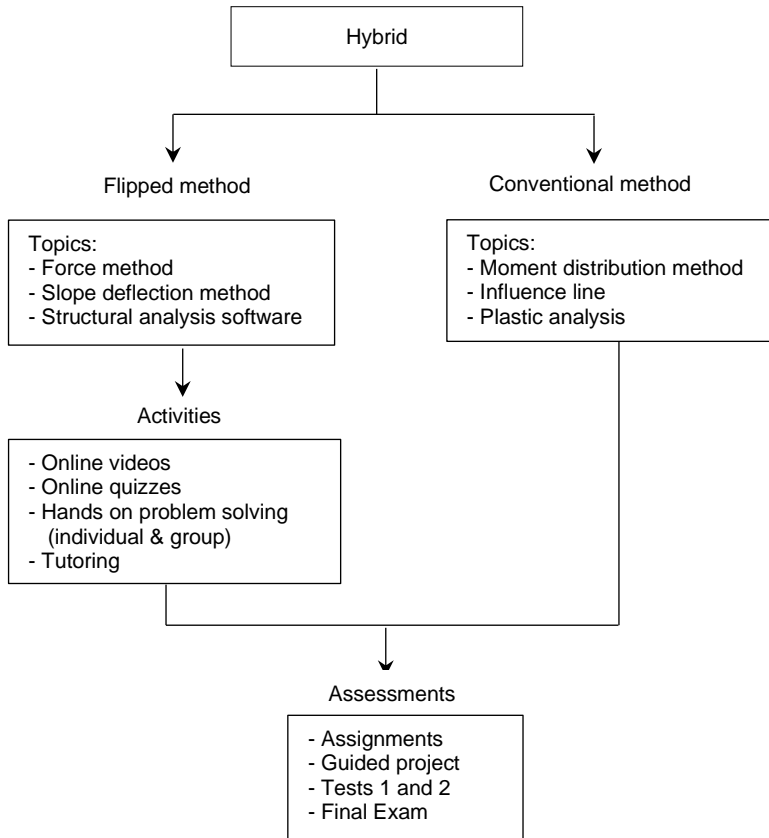 Hybrid
Flipped method
Topics:
- Force method
- Slope deflection method
- Structural analysis software
Conventional method
Topics:
- Moment distribution method
- Influence line
- Plastic analysis
Activities
- Online videos
- Online quizzes
- Hands on problem solving
(individual & group)
- Tutoring
Assessments
- Assignments
- Guided project
- Tests 1 and 2
- Final Exam